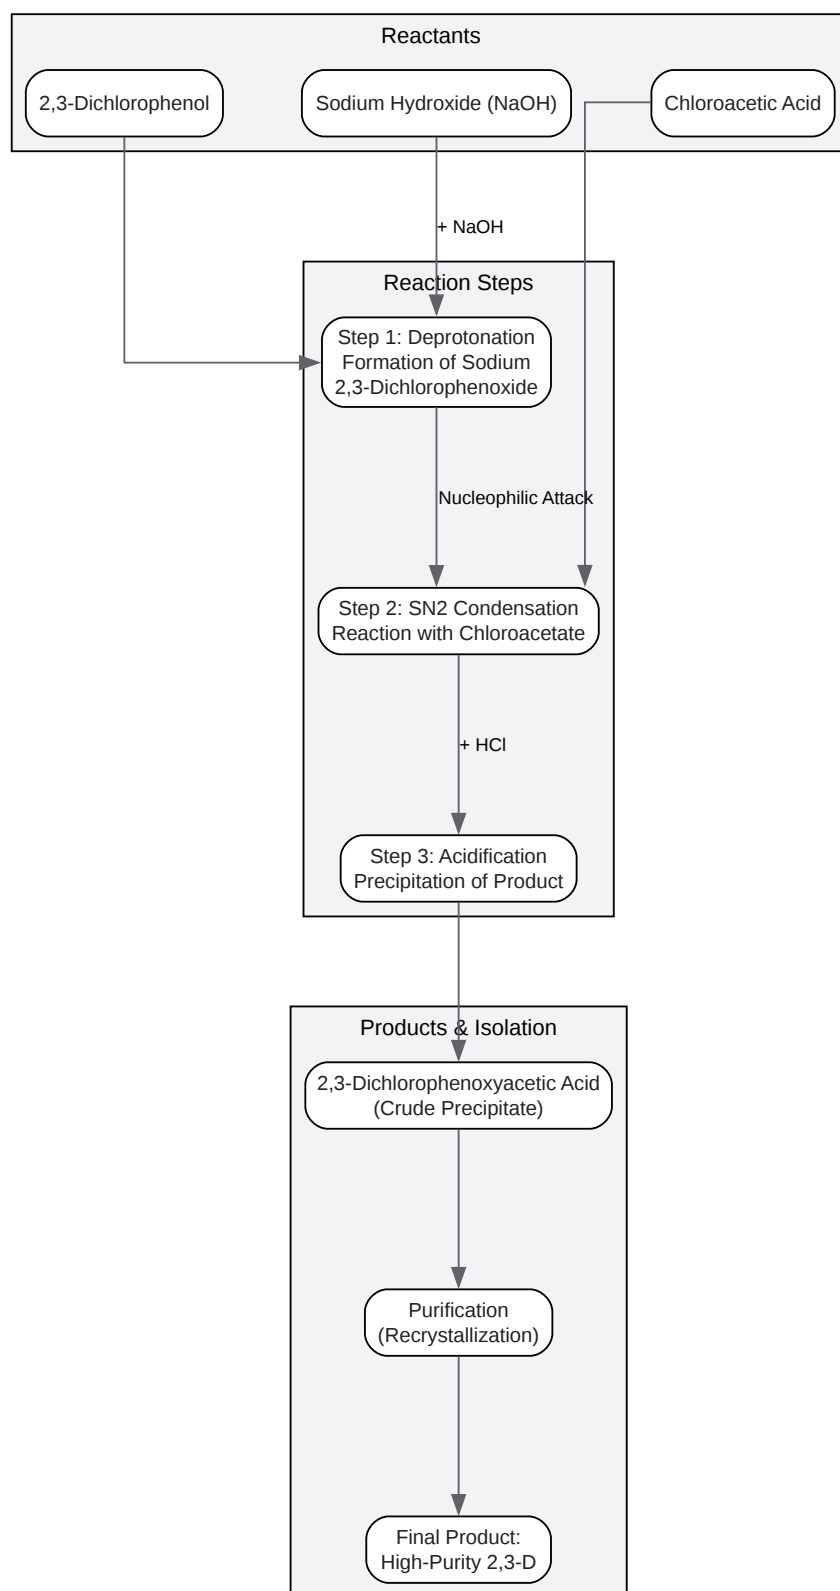 Reactants
2,3-Dichlorophenol
Sodium Hydroxide (NaOH)
Chloroacetic Acid
+ NaOH
Reaction Steps
Step 1: Deprotonation
Formation of Sodium
2,3-Dichlorophenoxide
Nucleophilic Attack
Step 2: SN2 Condensation
Reaction with Chloroacetate
+ HCl
Step 3: Acidification
Precipitation of Product
Products & Isolation
2,3-Dichlorophenoxyacetic Acid
(Crude Precipitate)
Purification
(Recrystallization)
Final Product:
High-Purity 2,3-D